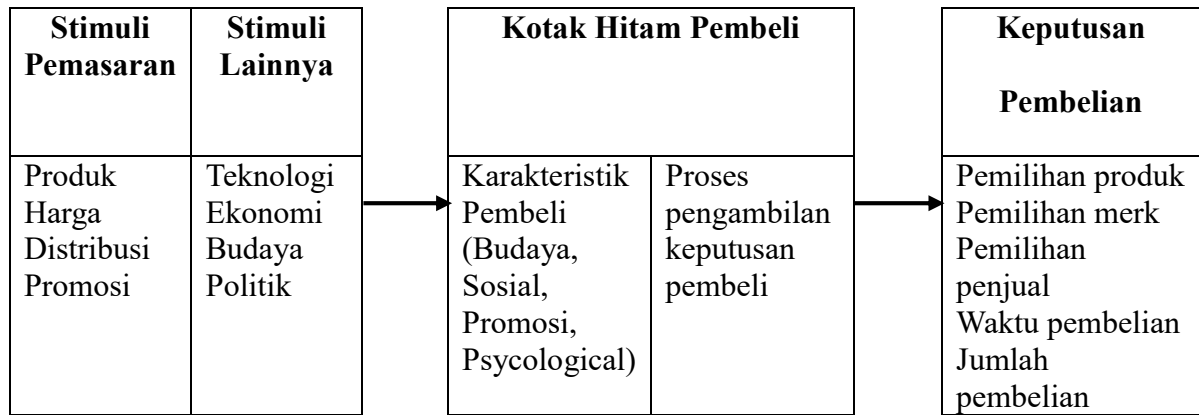 Stimuli
Pemasaran
Stimuli
Lainnya
Kotak Hitam Pembeli
Keputusan
Pembelian
Produk
Harga
Distribusi
Promosi
Teknologi
Ekonomi
Budaya
Politik
Karakteristik
Pembeli
(Budaya,
Sosial,
Promosi,
Psycological)
Proses
pengambilan
keputusan
pembeli
Pemilihan produk
Pemilihan merk
Pemilihan
penjual
Waktu pembelian
Jumlah
pembelian